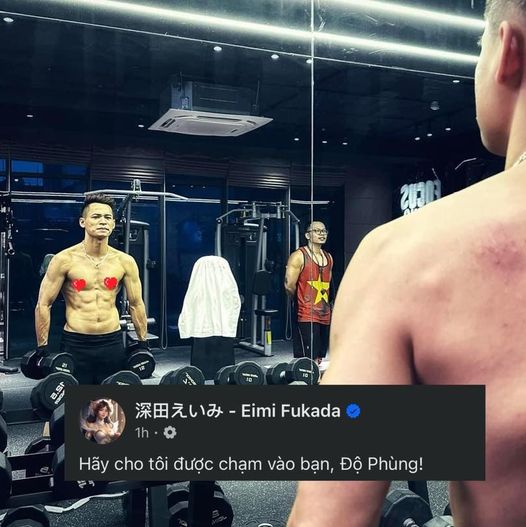 深田えいみ - Eimi Fukada
1h ·
Hãy cho tôi được chạm vào bạn, Độ Phùng!